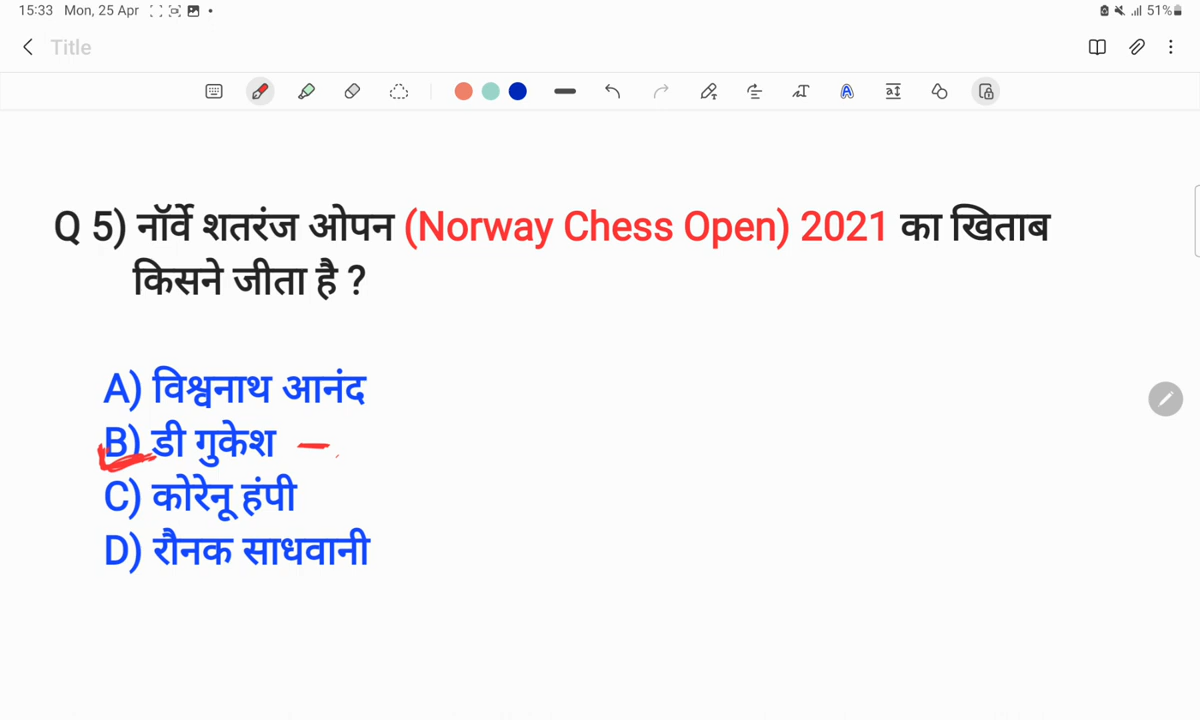 15:33 Mon, 25 Apr 51%
Title
Q 5) नॉर्वे शतरंज ओपन (Norway Chess Open) 2021 का खिताब
किसने जीता है ?
A) विश्वनाथ आनंद
B) डी गुकेश
C) कोरेनू हंपी
D) रौनक साधवानी